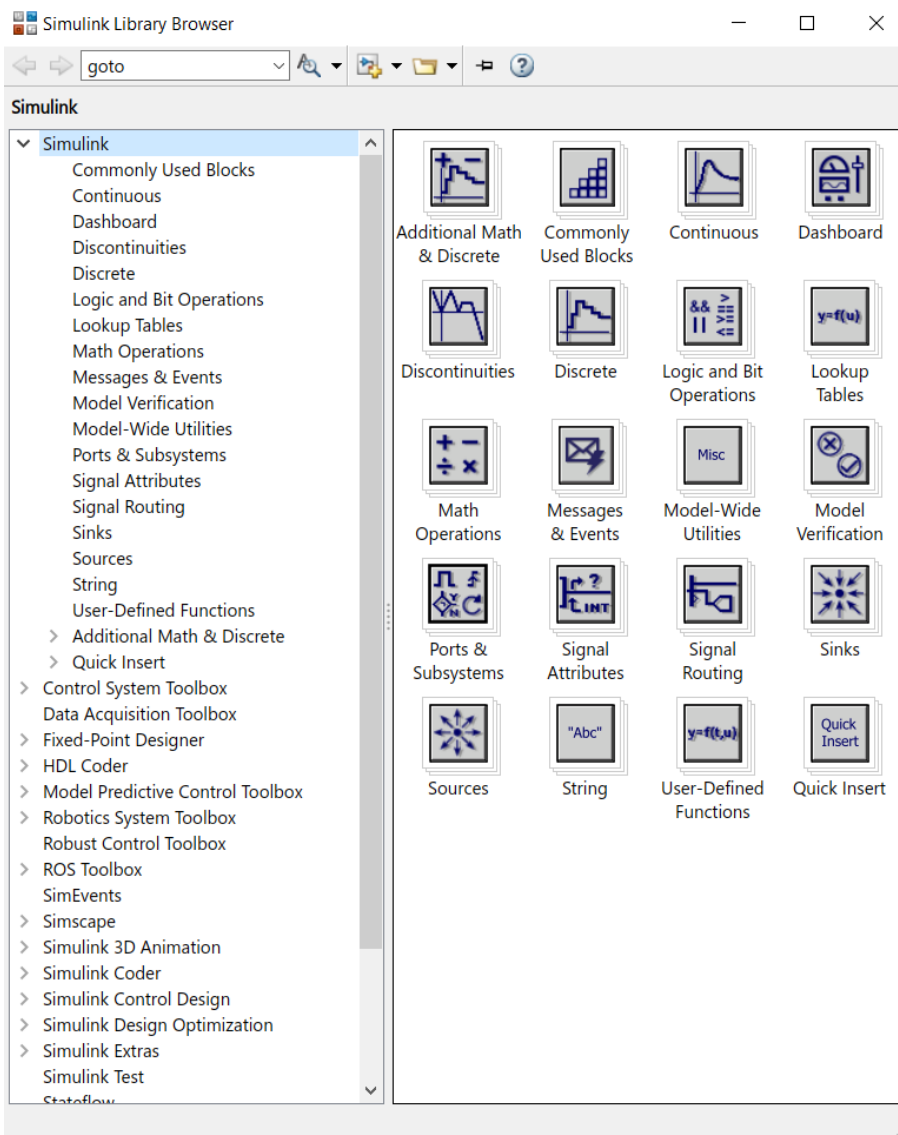 Simulink Library Browser
goto
Simulink
Simulink
Commonly Used Blocks
Continuous
Dashboard
Discontinuities
Discrete
Logic and Bit Operations
Lookup Tables
Math Operations
Messages & Events
Model Verification
Model-Wide Utilities
Ports & Subsystems
Signal Attributes
Signal Routing
Sinks
Sources
String
User-Defined Functions
Additional Math & Discrete
Quick Insert
Control System Toolbox
Data Acquisition Toolbox
Fixed-Point Designer
HDL Coder
Model Predictive Control Toolbox
Robotics System Toolbox
Robust Control Toolbox
ROS Toolbox
SimEvents
Simscape
Simulink 3D Animation
Simulink Coder
Simulink Control Design
Simulink Design Optimization
Simulink Extras
Simulink Test
Stateflow
Additional Math
& Discrete
Commonly
Used Blocks
Continuous
Dashboard
Discontinuities
Discrete
&& >
== 
|| >=
<=
Logic and Bit
Operations
y=f(u)
Lookup
Tables
+ −
÷ ×
Math
Operations
Messages
& Events
Misc
Model-Wide
Utilities
Model
Verification
Y
N
Ports &
Subsystems
?
INT
Signal
Attributes
Signal
Routing
Sinks
Sources
"Abc"
String
y=f(t,u)
User-Defined
Functions
Quick
Insert
Quick Insert